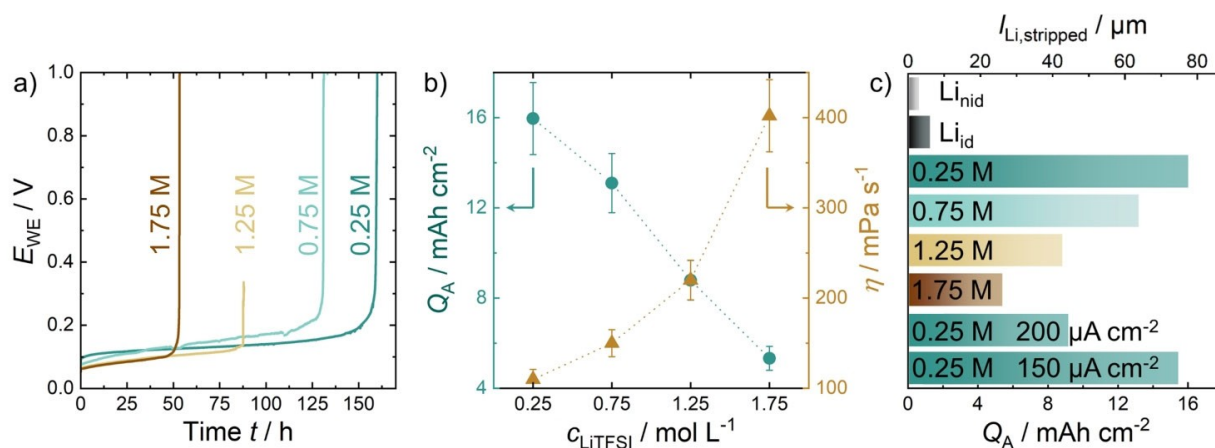 a)
E_WE / V
1.0
0.8
0.6
0.4
0.2
0.0
1.75 M
1.25 M
0.75 M
0.25 M
0 25 50 75 100 125 150
Time t / h
b)
Q_A / mAh cm⁻²
16
12
8
4
400
300
200
100
η / mPa s⁻¹
0.25 0.75 1.25 1.75
c_LiTFSI / mol L⁻¹
c)
l_Li,stripped / µm
0 20 40 60 80
Li_nid
Li_id
0.25 M
0.75 M
1.25 M
1.75 M
0.25 M 200 µA cm⁻²
0.25 M 150 µA cm⁻²
0 4 8 12 16
Q_A / mAh cm⁻²